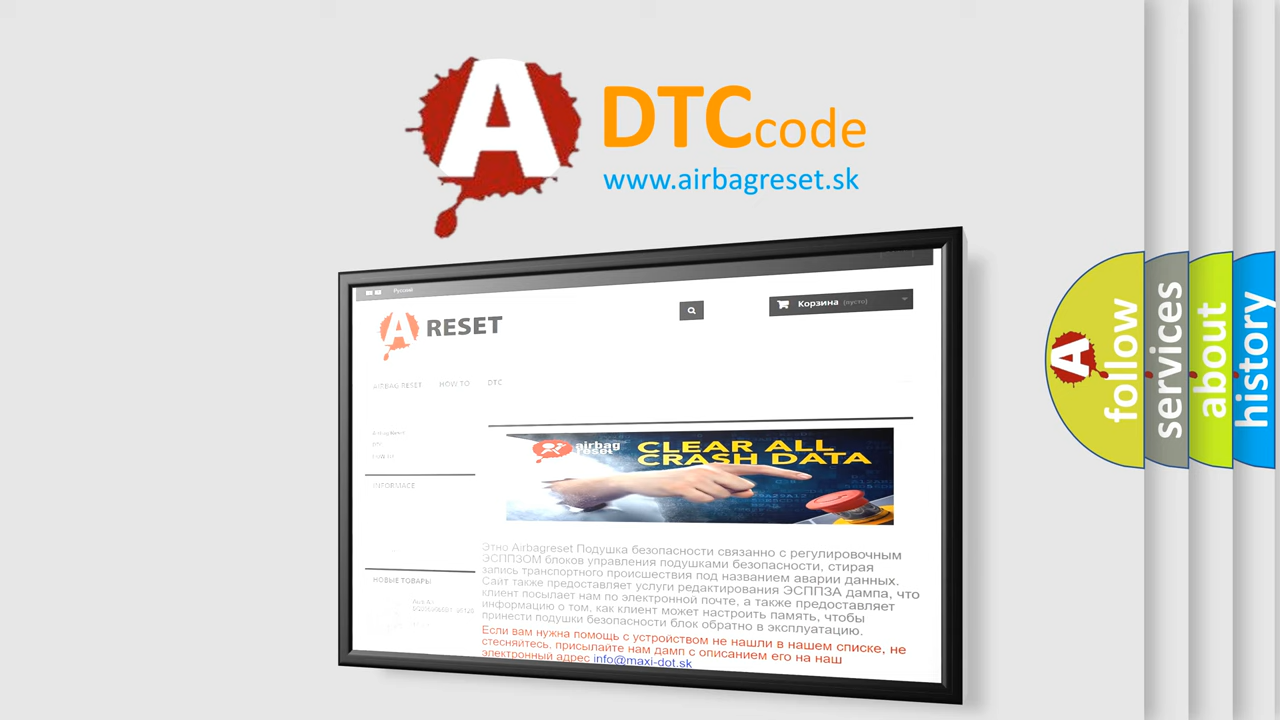 A DTCcode
www.airbagreset.sk
Русский
A RESET
Корзина (пусто)
AIRBAG RESET HOW TO DTC
Airbag Reset
DTC
INFORMACE
НОВЫЕ ТОВАРЫ
airbag
reset
CLEAR ALL
CRASH DATA
Этно Airbagreset Подушка безопасности связанно с регулировочным
ЭСППЗОМ блоков управления подушками безопасности, стирая
запись транспортного происшествия под названием аварии данных.
Сайт также предоставляет услуги редактирования ЭСППЗА дампа, что
клиент посылает нам по электронной почте, а также предоставляет
информацию о том, как клиент может настроить память, чтобы
принести подушки безопасности блок обратно в эксплуатацию.
Если вам нужна помощь с устройством не нашли в нашем списке, не
стесняйтесь, присылайте нам дамп с описанием его на наш
электронный адрес info@maxi-dot.sk
A follow
services
about
history